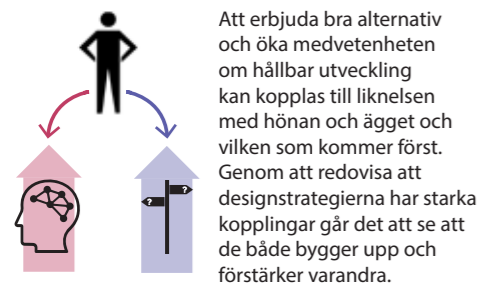 Att erbjuda bra alternativ
och öka medvetenheten
om hållbar utveckling
kan kopplas till liknelsen
med hönan och ägget och
vilken som kommer först.
Genom att redovisa att
designstrategierna har starka
kopplingar går det att se att
de både bygger upp och
förstärker varandra.
?
?